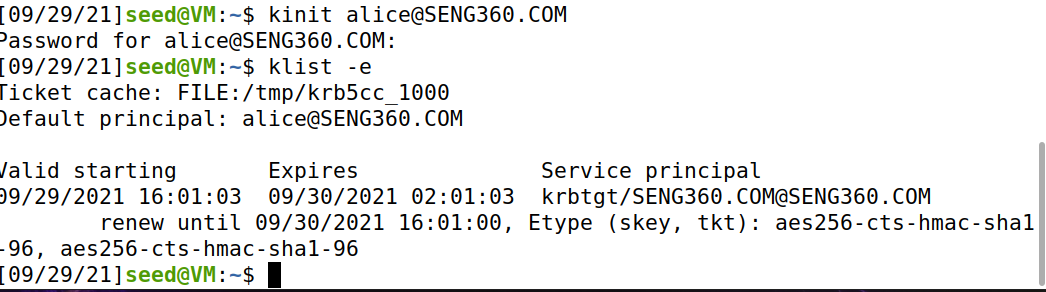 [09/29/21]seed@VM:~$ kinit alice@SENG360.COM
Password for alice@SENG360.COM:
[09/29/21]seed@VM:~$ klist -e
Ticket cache: FILE:/tmp/krb5cc_1000
Default principal: alice@SENG360.COM
Valid starting       Expires              Service principal
09/29/2021 16:01:03  09/30/2021 02:01:03  krbtgt/SENG360.COM@SENG360.COM
        renew until 09/30/2021 16:01:00, Etype (skey, tkt): aes256-cts-hmac-sha1
-96, aes256-cts-hmac-sha1-96
[09/29/21]seed@VM:~$